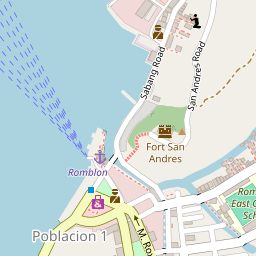 Sabang Road
San Andres Road
Fort San
Andres
Romblon
Rom
East C
Sch
Poblacion 1
M. Ro